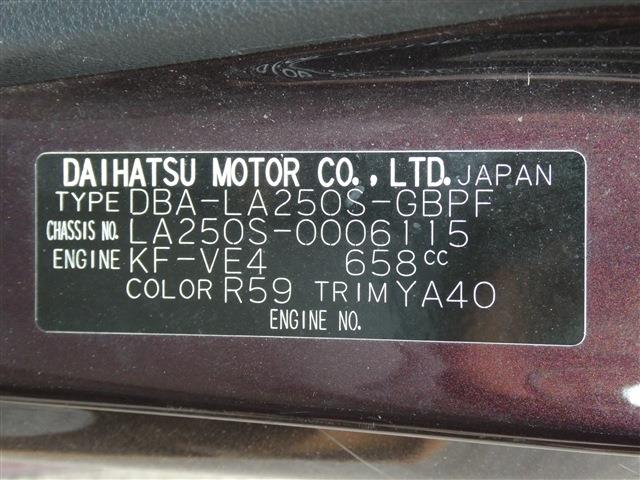 DAIHATSU MOTOR CO., LTD. JAPAN
TYPE DBA-LA250S-GBPF
CHASSIS NO. LA250S-0006115
ENGINE KF-VE4 658cc
COLOR R59 TRIM YA40
ENGINE NO.